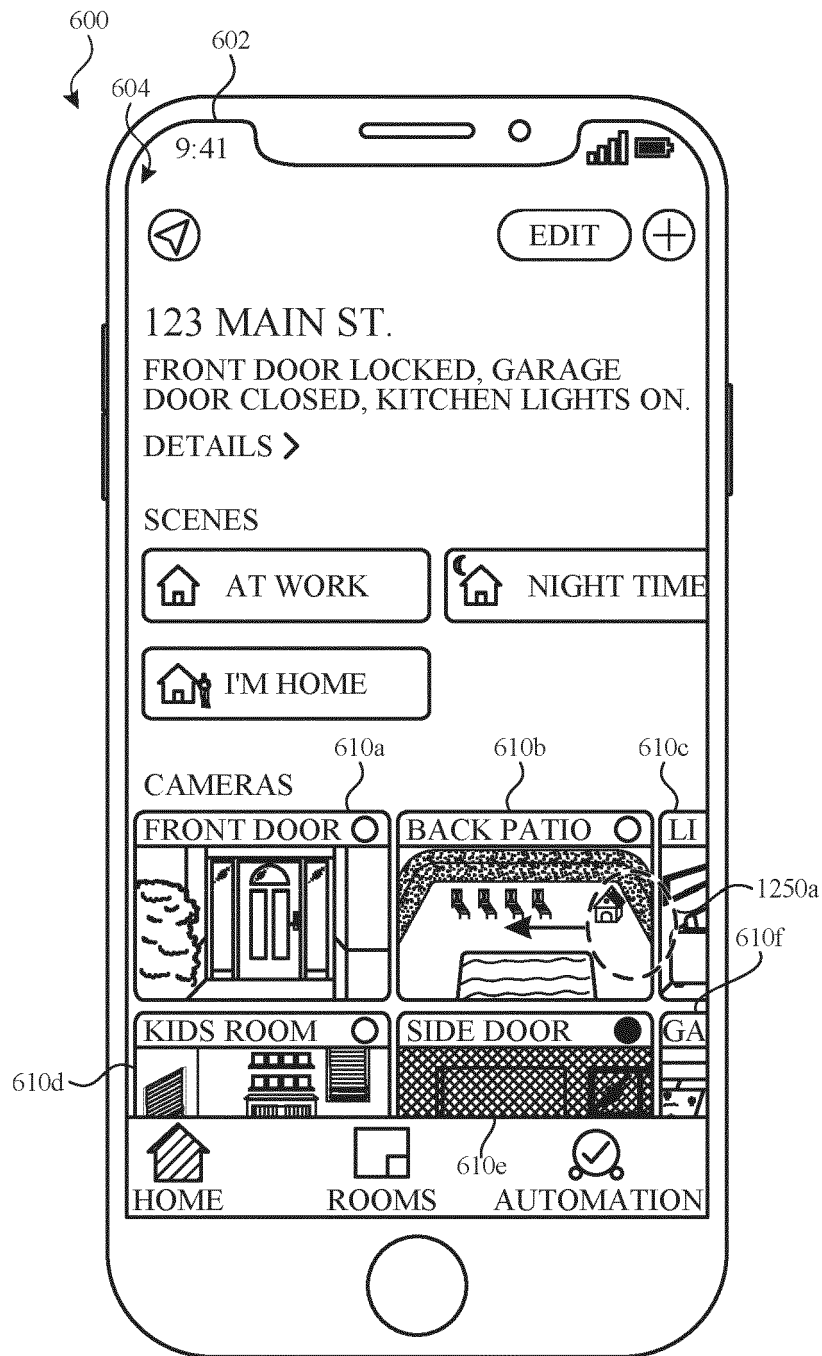 600
602
604
9:41
EDIT
123 MAIN ST.
FRONT DOOR LOCKED, GARAGE
DOOR CLOSED, KITCHEN LIGHTS ON.
DETAILS
SCENES
AT WORK
NIGHT TIME
I'M HOME
610a
610b
610c
CAMERAS
FRONT DOOR
BACK PATIO
LI
1250a
610f
KIDS ROOM
SIDE DOOR
GA
610d
610e
HOME
ROOMS
AUTOMATION